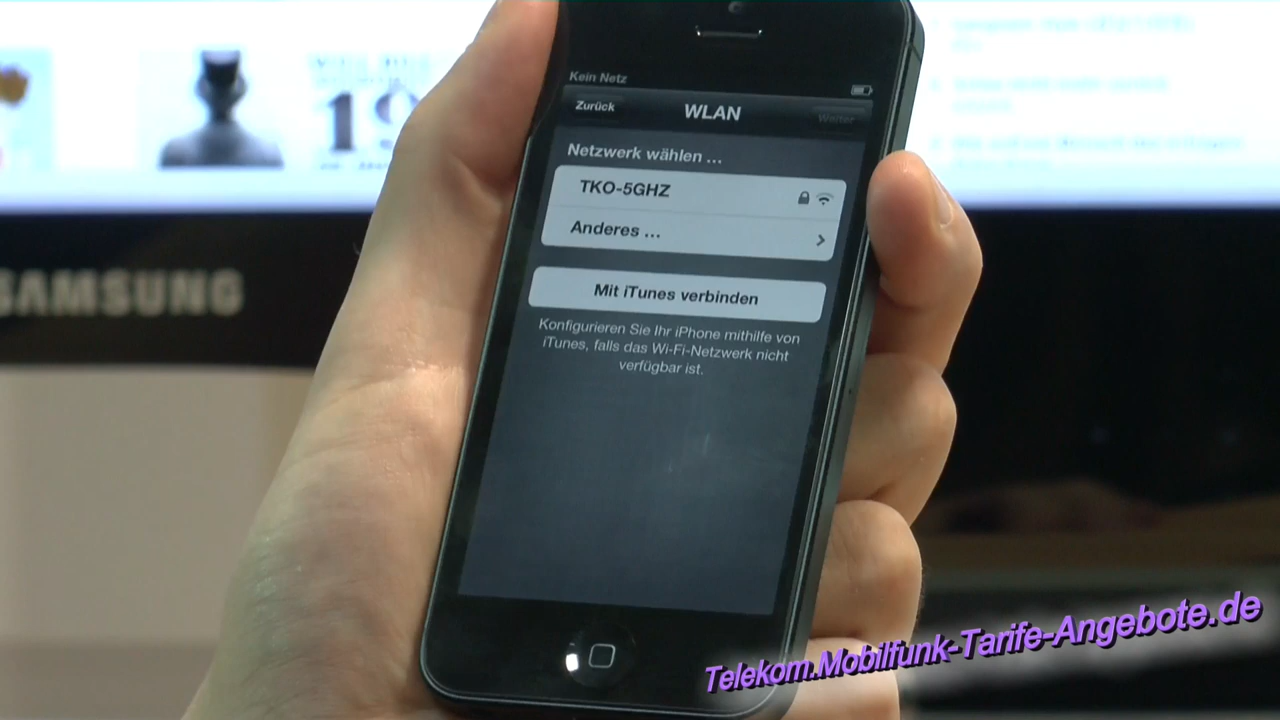 Kein Netz
Zurück
WLAN
Weiter
Netzwerk wählen ...
TKO-5GHZ
Anderes ...
Mit iTunes verbinden
Konfigurieren Sie Ihr iPhone mithilfe von
iTunes, falls das Wi-Fi-Netzwerk nicht
verfügbar ist.
SAMSUNG
19
Telekom.Mobilfunk-Tarife-Angebote.de